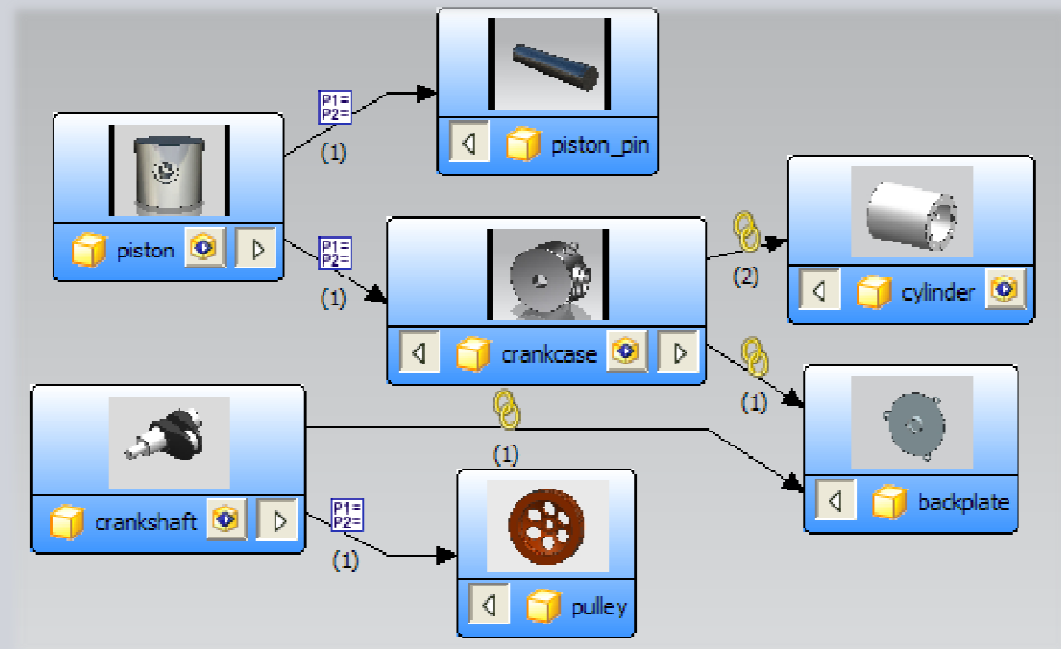 piston_pin
P1=
P2=
(1)
piston
P1=
P2=
(1)
crankcase
(2)
cylinder
(1)
backplate
(1)
crankshaft
P1=
P2=
(1)
pulley